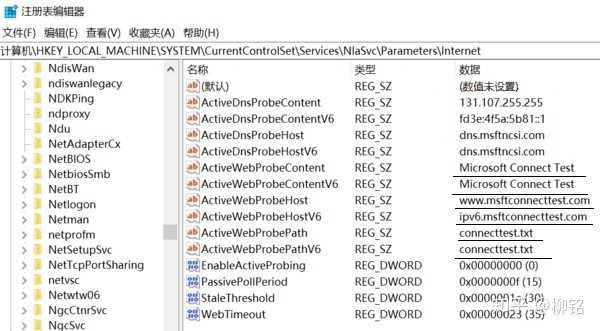 注册表编辑器
文件(F) 编辑(E) 查看(V) 收藏夹(A) 帮助(H)
计算机\HKEY_LOCAL_MACHINE\SYSTEM\CurrentControlSet\Services\NlaSvc\Parameters\Internet
NdisWan
ndiswanlegacy
NDKPing
ndproxy
Ndu
NetAdapterCx
NetBIOS
NetbiosSmb
NetBT
Netlogon
Netman
netprofm
NetSetupSvc
NetTcpPortSharing
netvsc
Netwtw06
NgcCtnrSvc
NgcSvc
名称 类型 数据
(默认) REG_SZ (数值未设置)
ActiveDnsProbeContent REG_SZ 131.107.255.255
ActiveDnsProbeContentV6 REG_SZ fd3e:4f5a:5b81::1
ActiveDnsProbeHost REG_SZ dns.msftncsi.com
ActiveDnsProbeHostV6 REG_SZ dns.msftncsi.com
ActiveWebProbeContent REG_SZ Microsoft Connect Test
ActiveWebProbeContentV6 REG_SZ Microsoft Connect Test
ActiveWebProbeHost REG_SZ www.msftconnecttest.com
ActiveWebProbeHostV6 REG_SZ ipv6.msftconnecttest.com
ActiveWebProbePath REG_SZ connecttest.txt
ActiveWebProbePathV6 REG_SZ connecttest.txt
EnableActiveProbing REG_DWORD 0x00000000 (0)
PassivePollPeriod REG_DWORD 0x0000000f (15)
StaleThreshold REG_DWORD 0x0000001e (30)
WebTimeout REG_DWORD 0x00000023 (35)
知乎 @柳铭